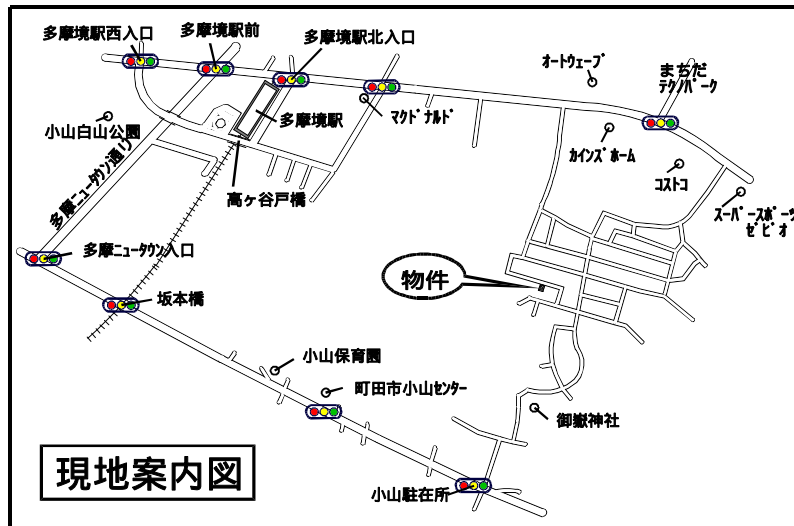 多摩境駅西入口
多摩境駅前
多摩境駅北入口
オートウェーブ
まちだ
テクノパーク
マクドナルド
多摩境駅
小山白山公園
カインズホーム
コストコ
多摩ニュータウン通り
高ヶ谷戸橋
スーパースポーツ
ゼビオ
多摩ニュータウン入口
物件
坂本橋
小山保育園
町田市小山センター
御嶽神社
現地案内図
小山駐在所